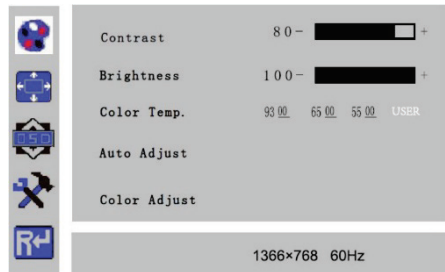 Contrast 80- +
Brightness 100- +
Color Temp. 9300 6500 5500 USER
OSD
Auto Adjust
Color Adjust
R
1366×768 60Hz